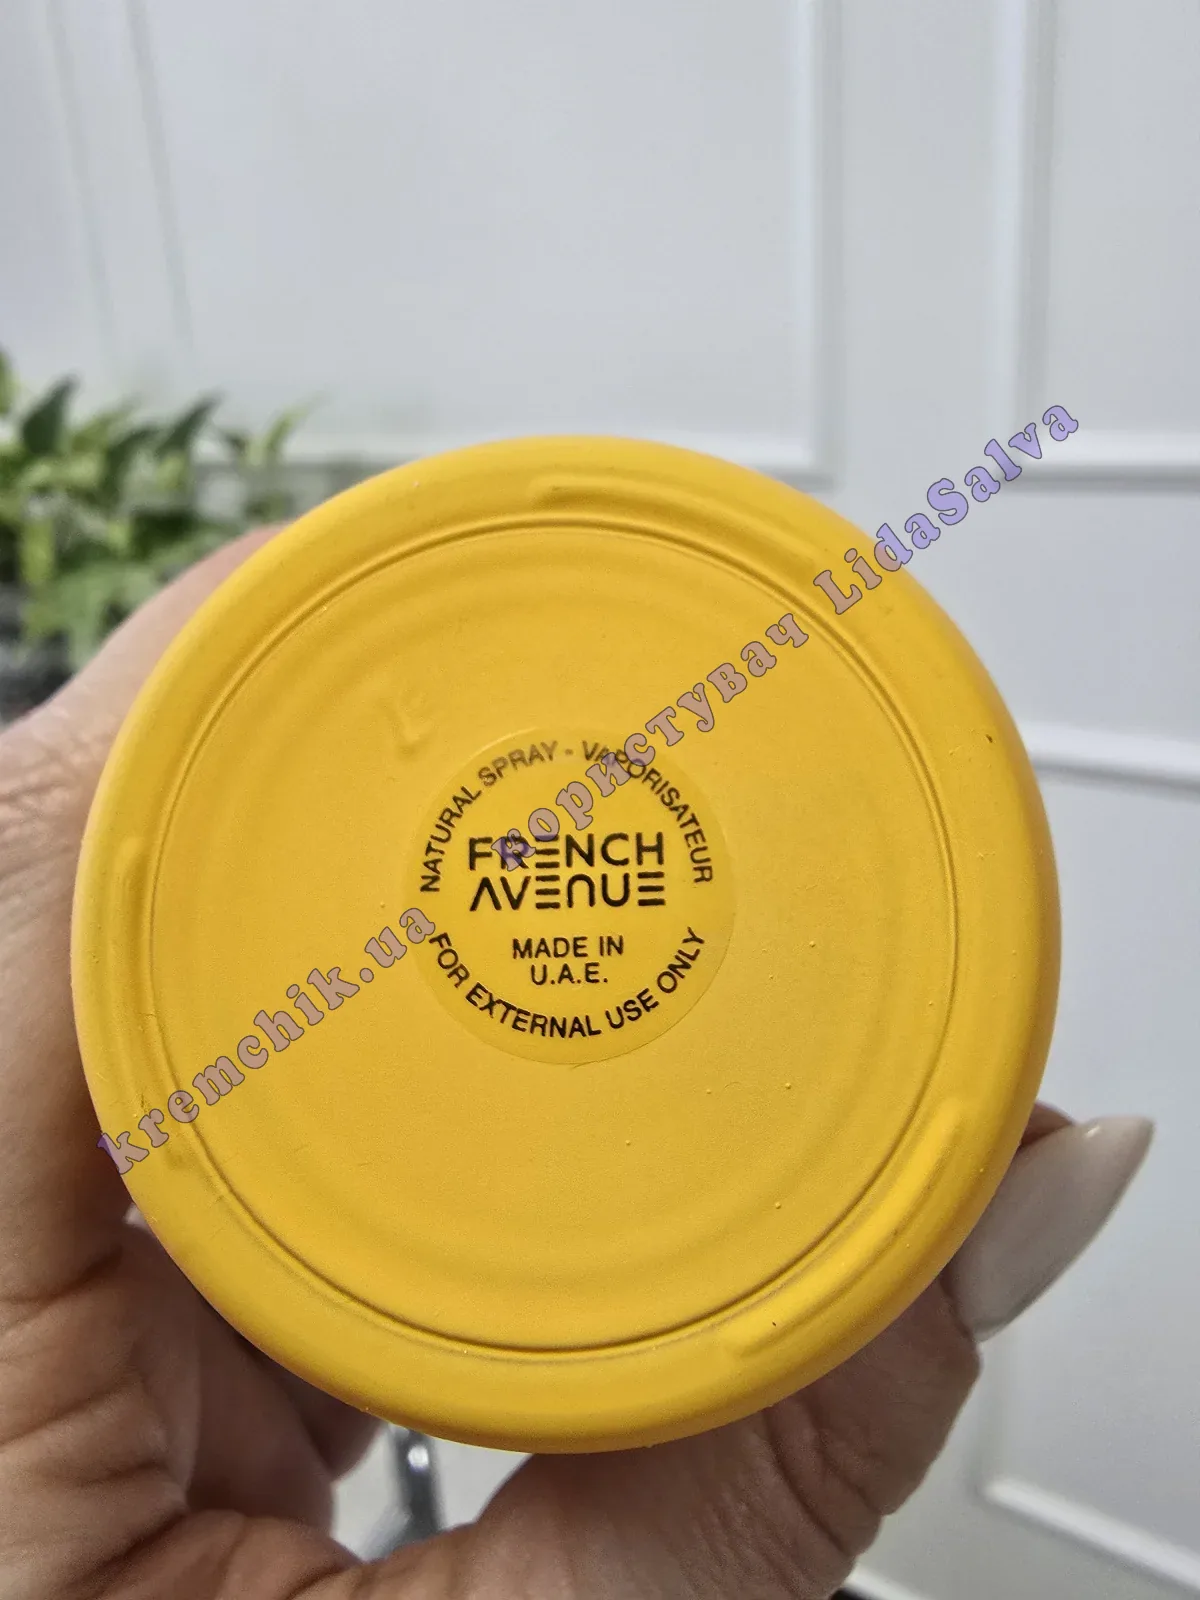 NATURAL SPRAY - VAPORISATEUR
FRENCH
AVENUE
MADE IN
U.A.E.
FOR EXTERNAL USE ONLY
kremchik.ua користувач LidaSalva